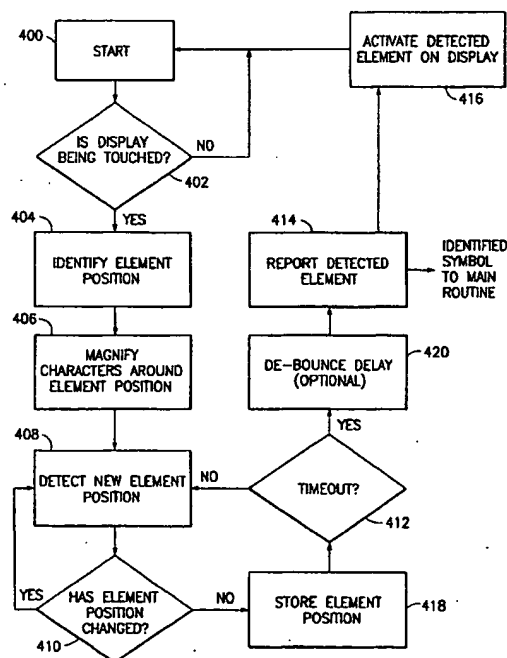 400
START
ACTIVATE DETECTED
ELEMENT ON DISPLAY
416
IS DISPLAY
BEING TOUCHED?
NO
402
YES
404
IDENTIFY ELEMENT
POSITION
414
REPORT DETECTED
ELEMENT
IDENTIFIED
SYMBOL
TO MAIN
ROUTINE
406
MAGNIFY
CHARACTERS AROUND
ELEMENT POSITION
420
DE-BOUNCE DELAY
(OPTIONAL)
YES
408
DETECT NEW ELEMENT
POSITION
NO
TIMEOUT?
412
YES
HAS ELEMENT
POSITION
CHANGED?
410
NO
STORE ELEMENT
POSITION
418